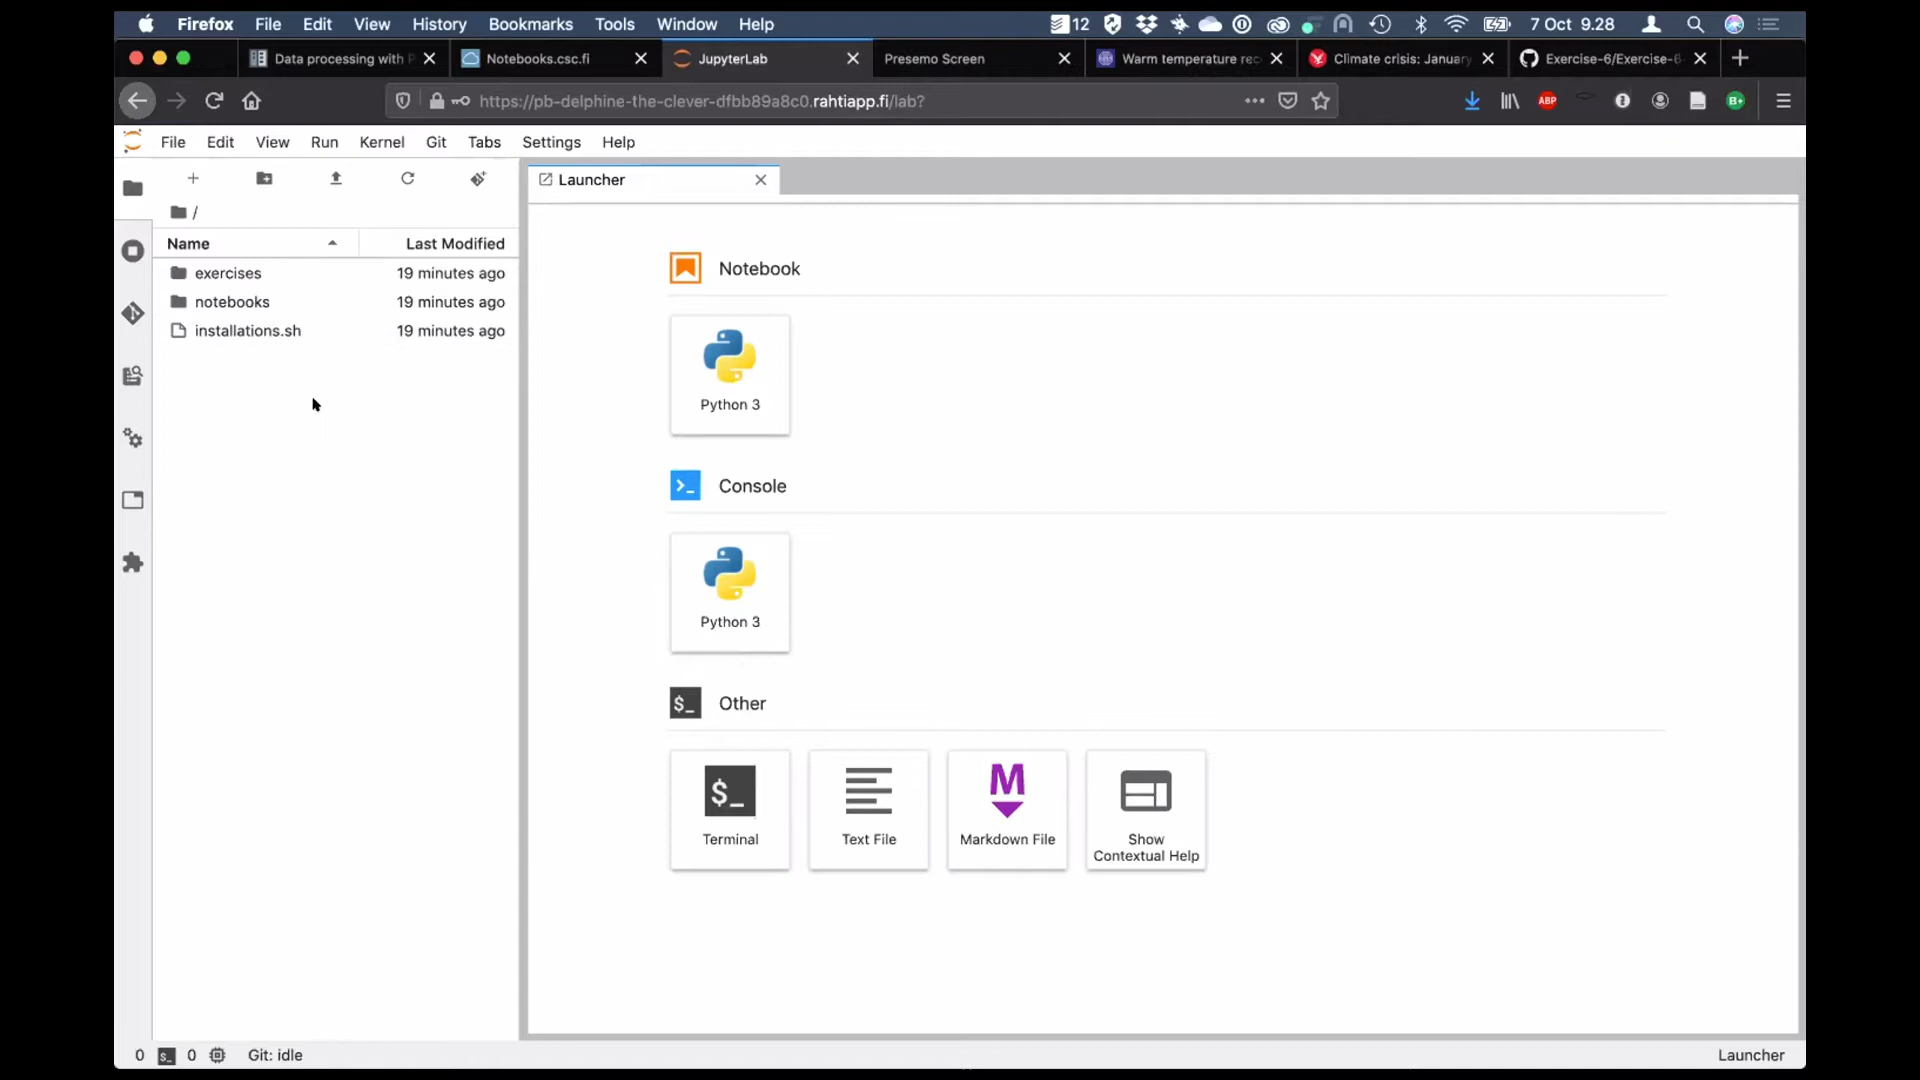 Firefox File Edit View History Bookmarks Tools Window Help 12 7 Oct 9.28
Data processing with P Notebooks.csc.fi JupyterLab Presemo Screen Warm temperature rec Climate crisis: January Exercise-6/Exercise-6-
https://pb-delphine-the-clever-dfbb89a8c0.rahtiapp.fi/lab? ABP B+
File Edit View Run Kernel Git Tabs Settings Help
Launcher
/
Name Last Modified
exercises 19 minutes ago
notebooks 19 minutes ago
installations.sh 19 minutes ago
Notebook
Python 3
>_ Console
Python 3
$_ Other
$_
M
Terminal Text File Markdown File Show
Contextual Help
0 $_ 0 Git: idle Launcher